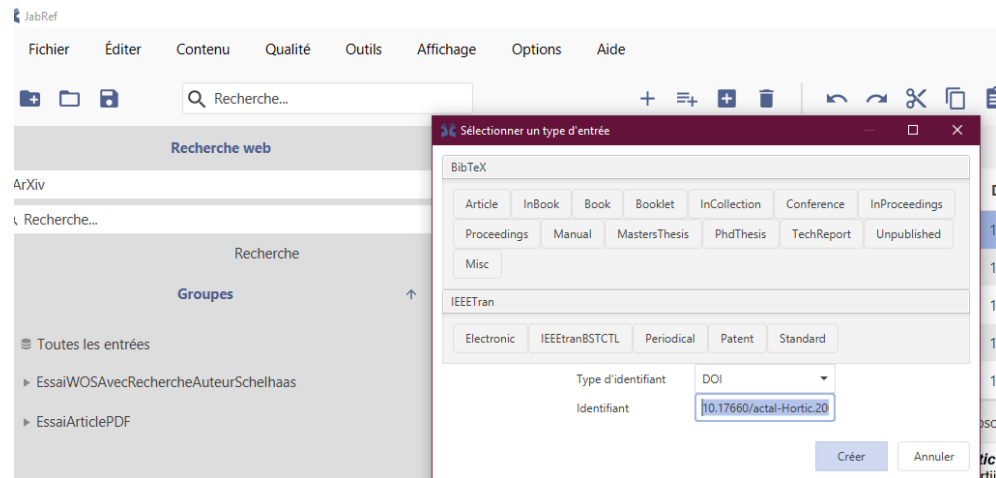 JabRef
Fichier Éditer Contenu Qualité Outils Affichage Options Aide
Recherche...
Sélectionner un type d'entrée
Recherche web
BibTeX
ArXiv
Article InBook Book Booklet InCollection Conference InProceedings
Recherche...
Proceedings Manual MastersThesis PhdThesis TechReport Unpublished
Recherche
Misc
Groupes
IEEETran
Toutes les entrées
Electronic IEEEtranBSTCTL Periodical Patent Standard
EssaiWOSAvecRechercheAuteurSchelhaas
Type d'identifiant DOI
Identifiant 10.17660/actal-Hortic.20
EssaiArticlePDF
Créer Annuler